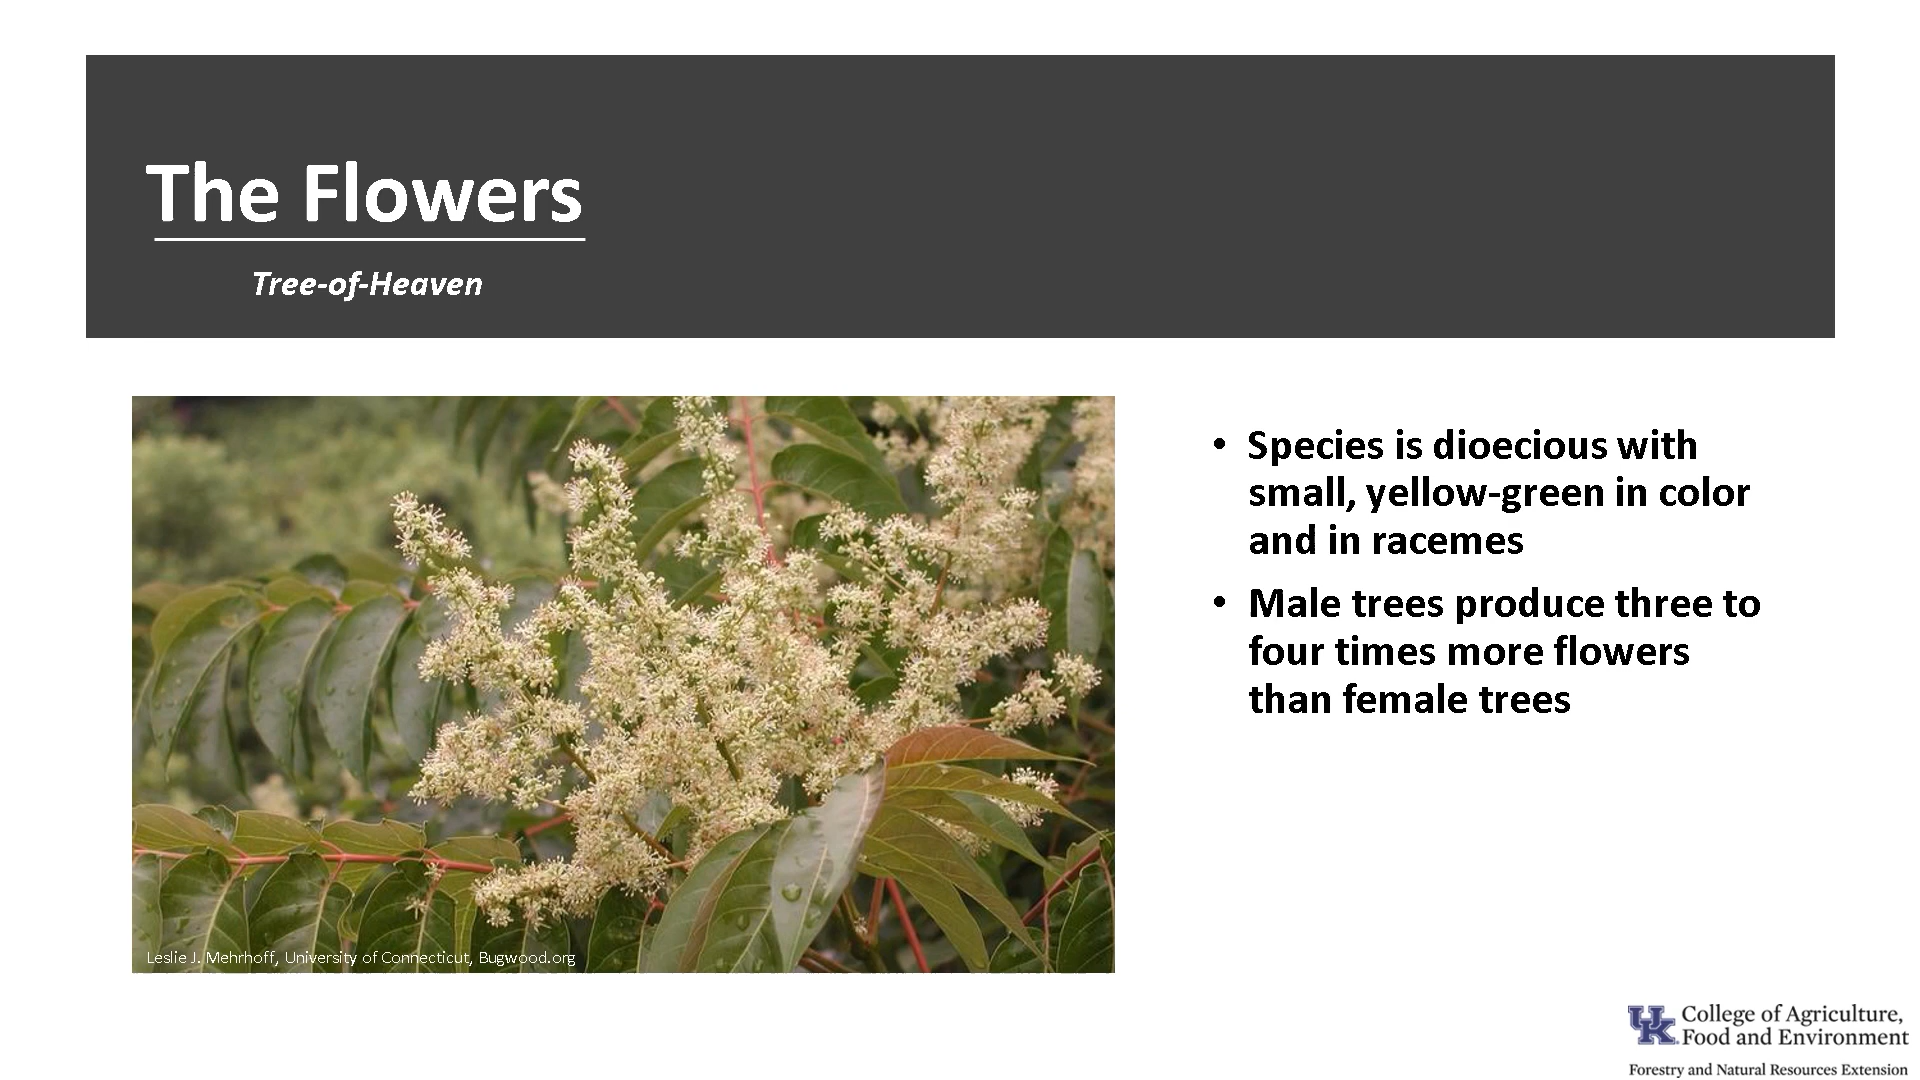 The Flowers
Tree-of-Heaven
• Species is dioecious with
small, yellow-green in color
and in racemes
• Male trees produce three to
four times more flowers
than female trees
Leslie J. Mehrhoff, University of Connecticut, Bugwood.org
UK College of Agriculture,
Food and Environment
Forestry and Natural Resources Extension